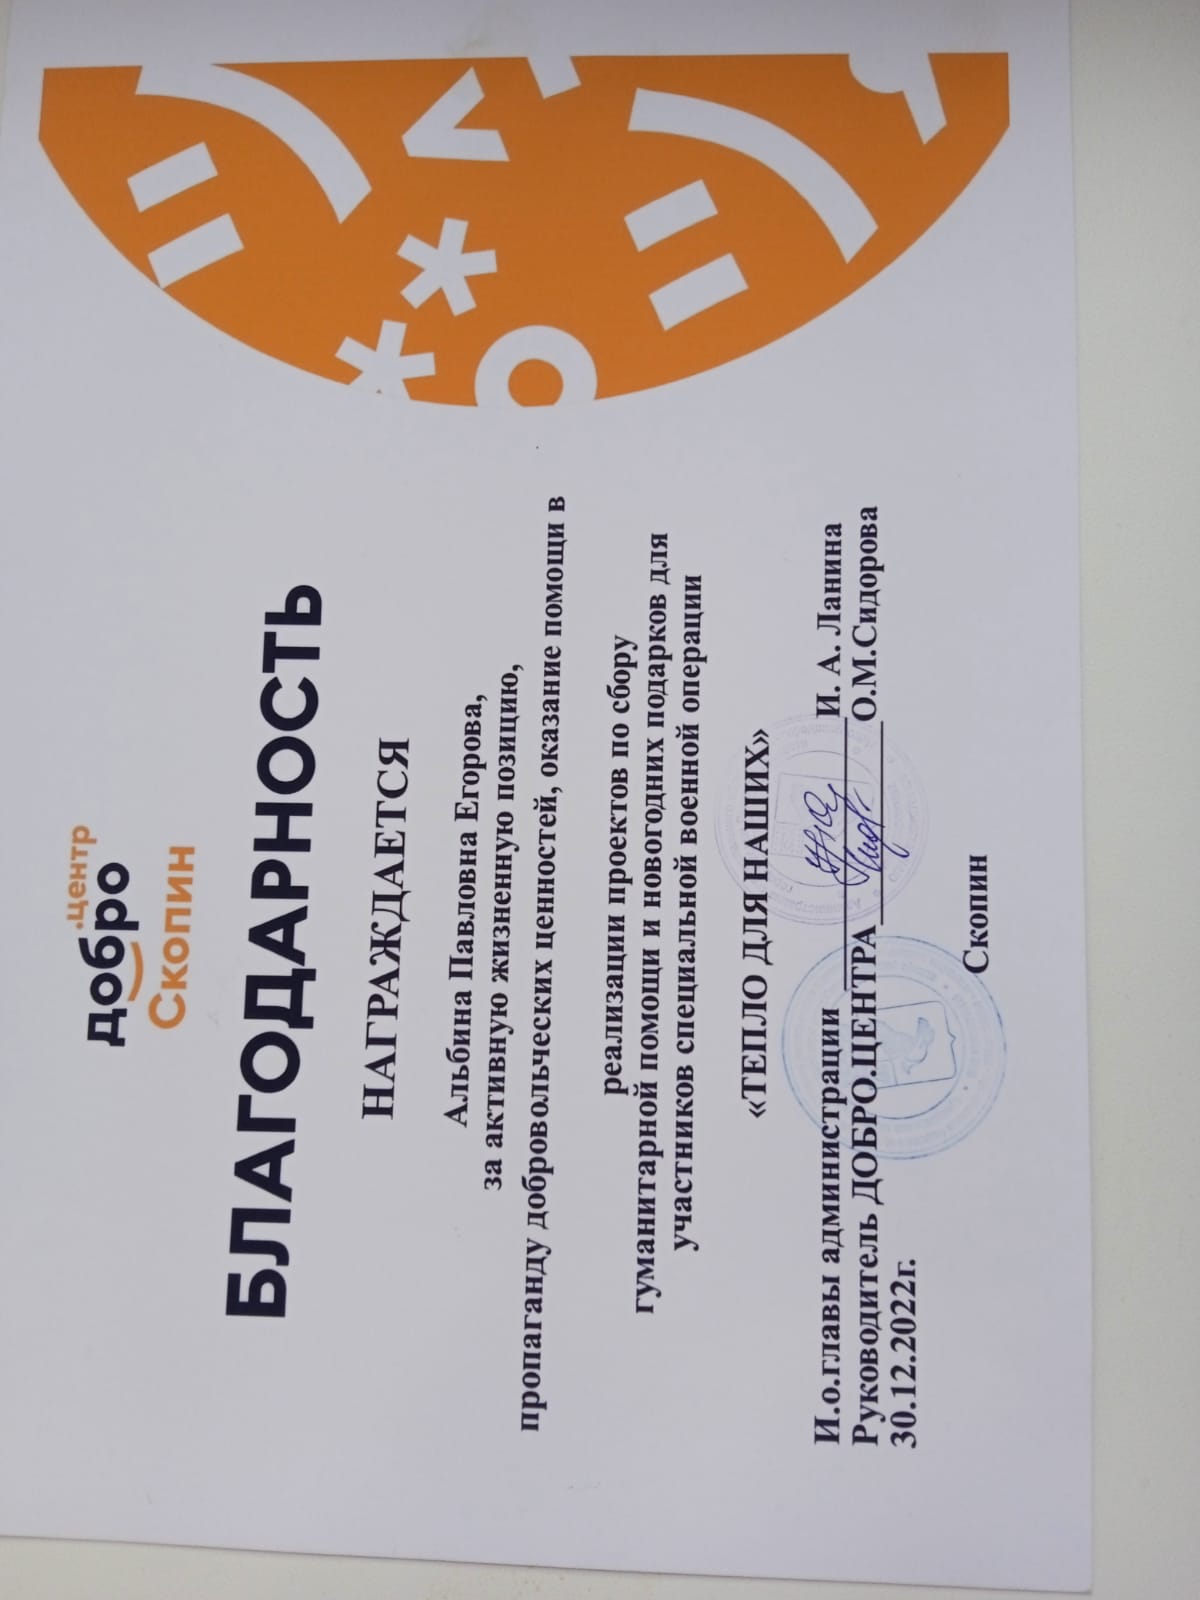 добро.центр
Скопин
БЛАГОДАРНОСТЬ
НАГРАЖДАЕТСЯ
Альбина Павловна Егорова,
за активную жизненную позицию,
пропаганду добровольческих ценностей, оказание помощи в
реализации проектов по сбору
гуманитарной помощи и новогодних подарков для
участников специальной военной операции
«ТЕПЛО ДЛЯ НАШИХ»
И.о.главы администрации И. А. Ланина
Руководитель ДОБРО.ЦЕНТРА О.М.Сидорова
30.12.2022г.
Скопин